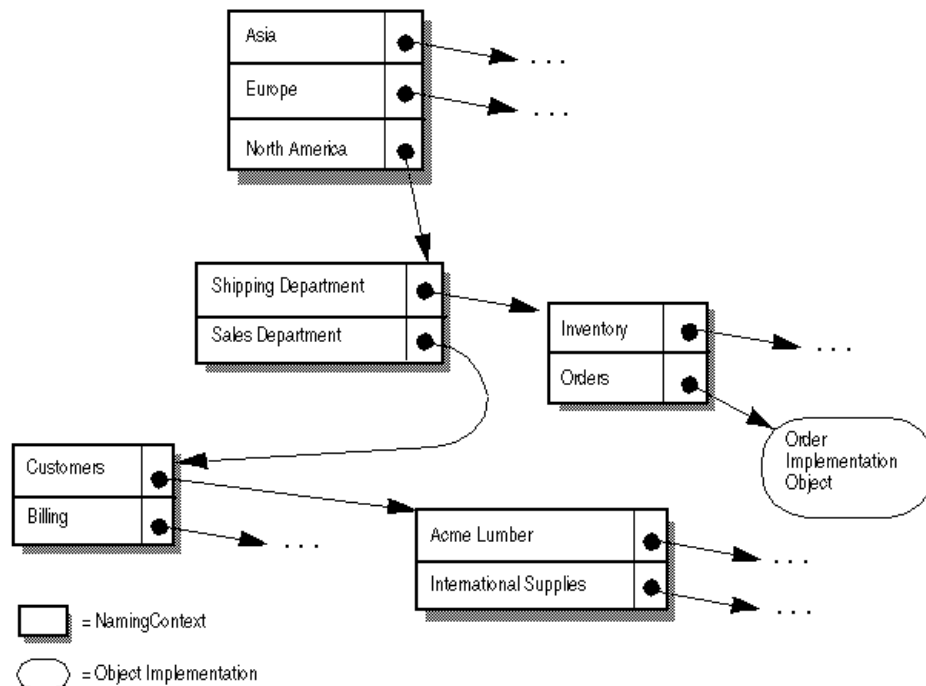 Asia
. . .
Europe
. . .
North America
Shipping Department
Sales Department
Inventory
. . .
Orders
Order
Implementation
Object
Customers
Billing
. . .
Acme Lumber
. . .
International Supplies
. . .
= NamingContext
= Object Implementation